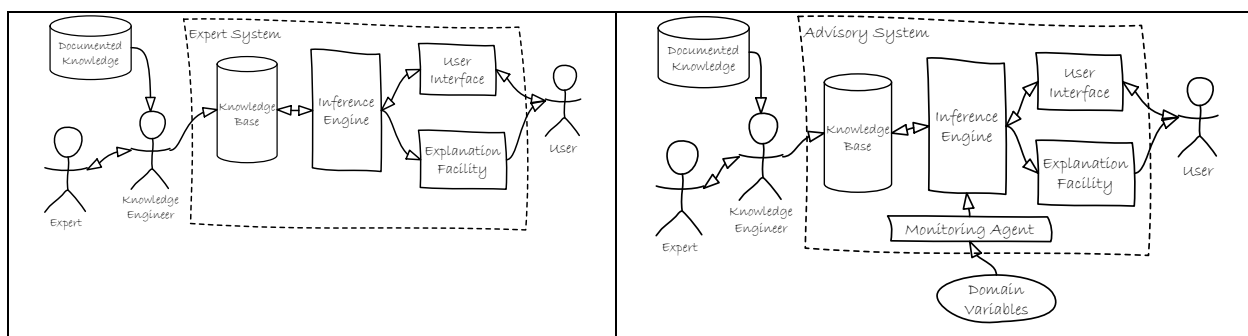 Expert System
Documented
Knowledge
Knowledge
Base
Inference
Engine
User
Interface
Explanation
Facility
User
Expert
Knowledge
Engineer
Advisory System
Documented
Knowledge
Knowledge
Base
Inference
Engine
User
Interface
Explanation
Facility
User
Expert
Knowledge
Engineer
Monitoring Agent
Domain
Variables